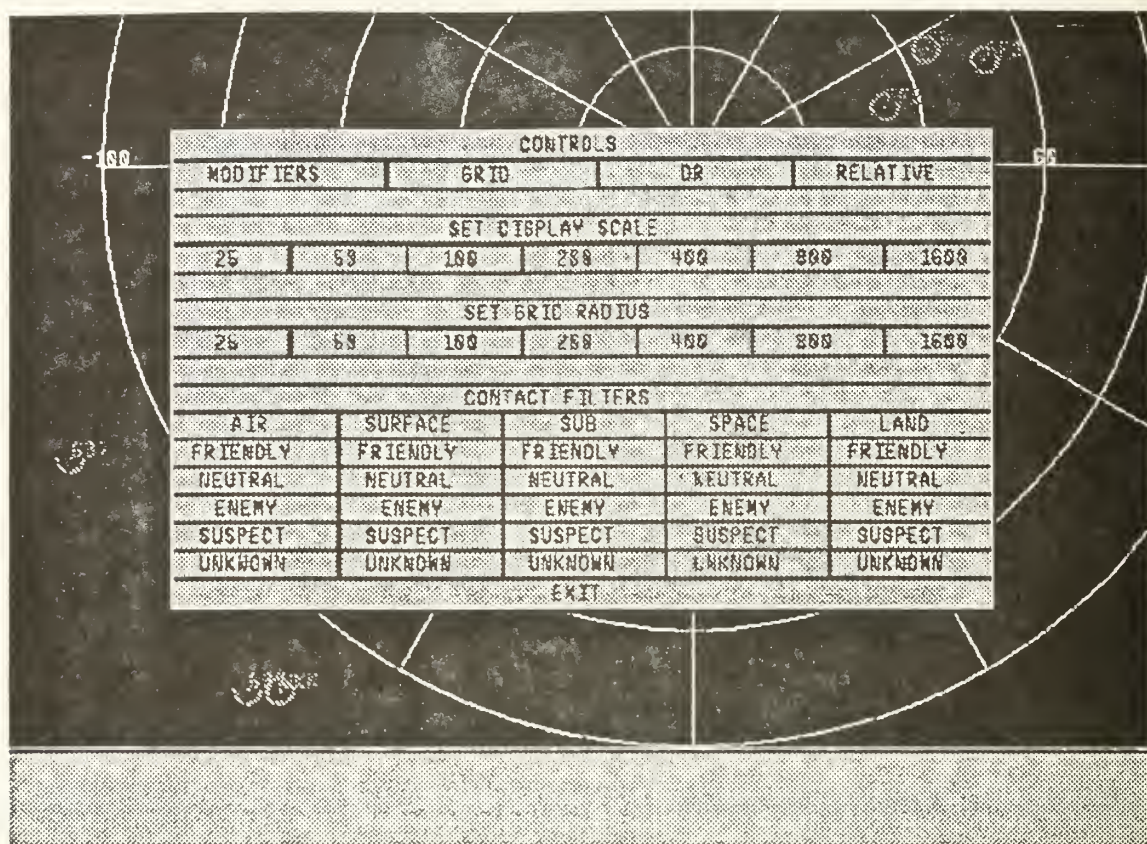 -100
CONTROLS
MODIFIERS GRID DR RELATIVE
SET DISPLAY SCALE
25 50 100 200 400 800 1600
SET GRID RADIUS
25 50 100 200 400 800 1600
CONTACT FILTERS
AIR SURFACE SUB SPACE LAND
FRIENDLY FRIENDLY FRIENDLY FRIENDLY FRIENDLY
NEUTRAL NEUTRAL NEUTRAL NEUTRAL NEUTRAL
ENEMY ENEMY ENEMY ENEMY ENEMY
SUSPECT SUSPECT SUSPECT SUSPECT SUSPECT
UNKNOWN UNKNOWN UNKNOWN UNKNOWN UNKNOWN
EXIT